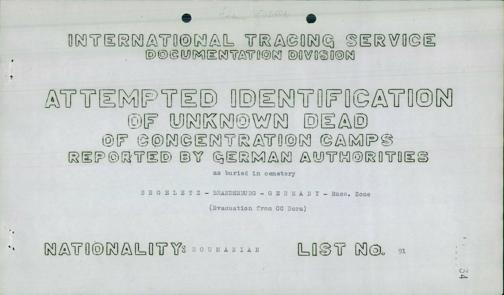 INTERNATIONAL TRACING SERVICE
DOCUMENTATION DIVISION
ATTEMPTED IDENTIFICATION
OF UNKNOWN DEAD
OF CONCENTRATION CAMPS
REPORTED BY GERMAN AUTHORITIES
as buried in cemetery
SEGELETZ - BRANDENBURG - GERMANY - Russ. Zone
(Evacuation from CC Dora)
NATIONALITY: ROUMANIAN LIST No. 91
34